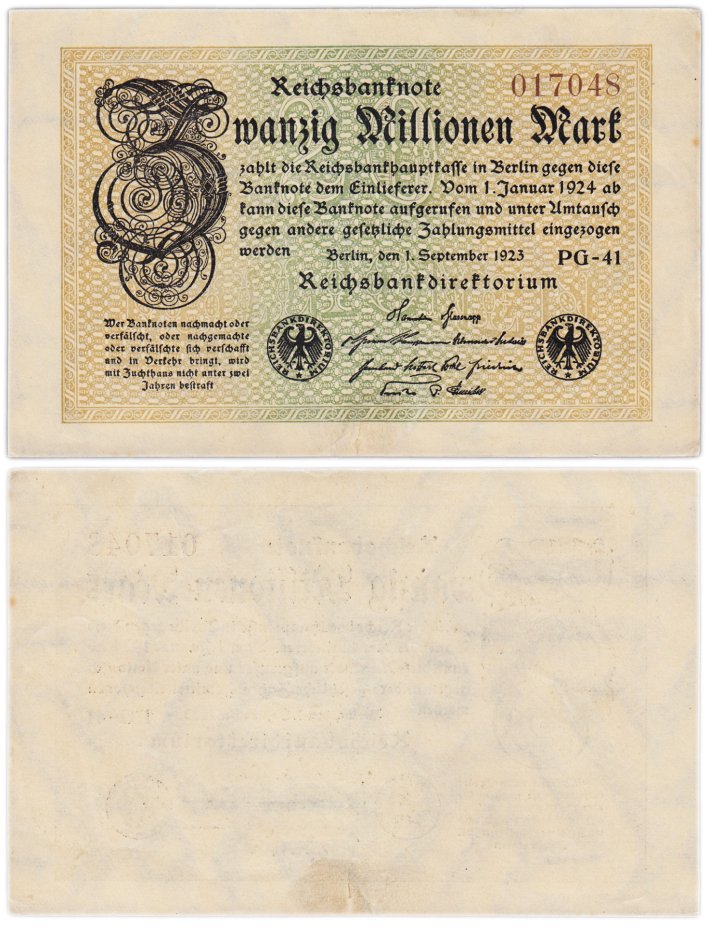 Reichsbanknote 017048
Zwanzig Millionen Mark
zahlt die Reichsbankhauptkasse in Berlin gegen diese
Banknote dem Einlieferer. Vom 1. Januar 1924 ab
kann diese Banknote aufgerufen und unter Umtausch
gegen andere gesetzliche Zahlungsmittel eingezogen
werden Berlin, den 1. September 1923 PG-41
Reichsbankdirektorium
Wer Banknoten nachmacht oder
verfälscht, oder nachgemachte
oder verfälschte sich verschafft
und in Verkehr bringt, wird
mit Zuchthaus nicht unter zwei
Jahren bestraft
REICHSBANKDIREKTORIUM
REICHSBANKDIREKTORIUM